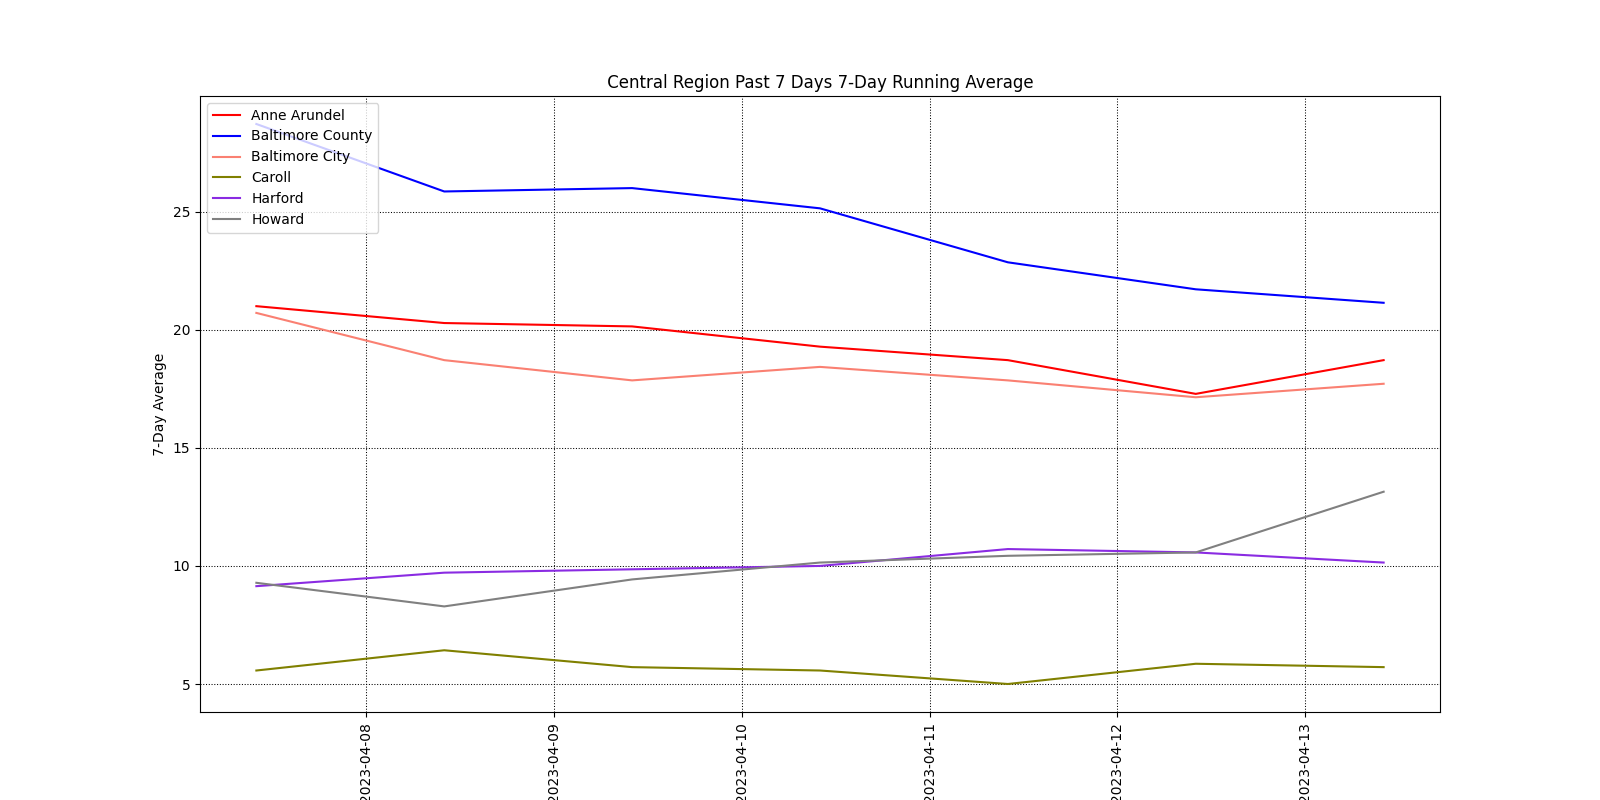 Central Region Past 7 Days 7-Day Running Average
Anne Arundel
Baltimore County
Baltimore City
Caroll
Harford
Howard
7-Day Average
25
20
15
10
5
2023-04-08
2023-04-09
2023-04-10
2023-04-11
2023-04-12
2023-04-13